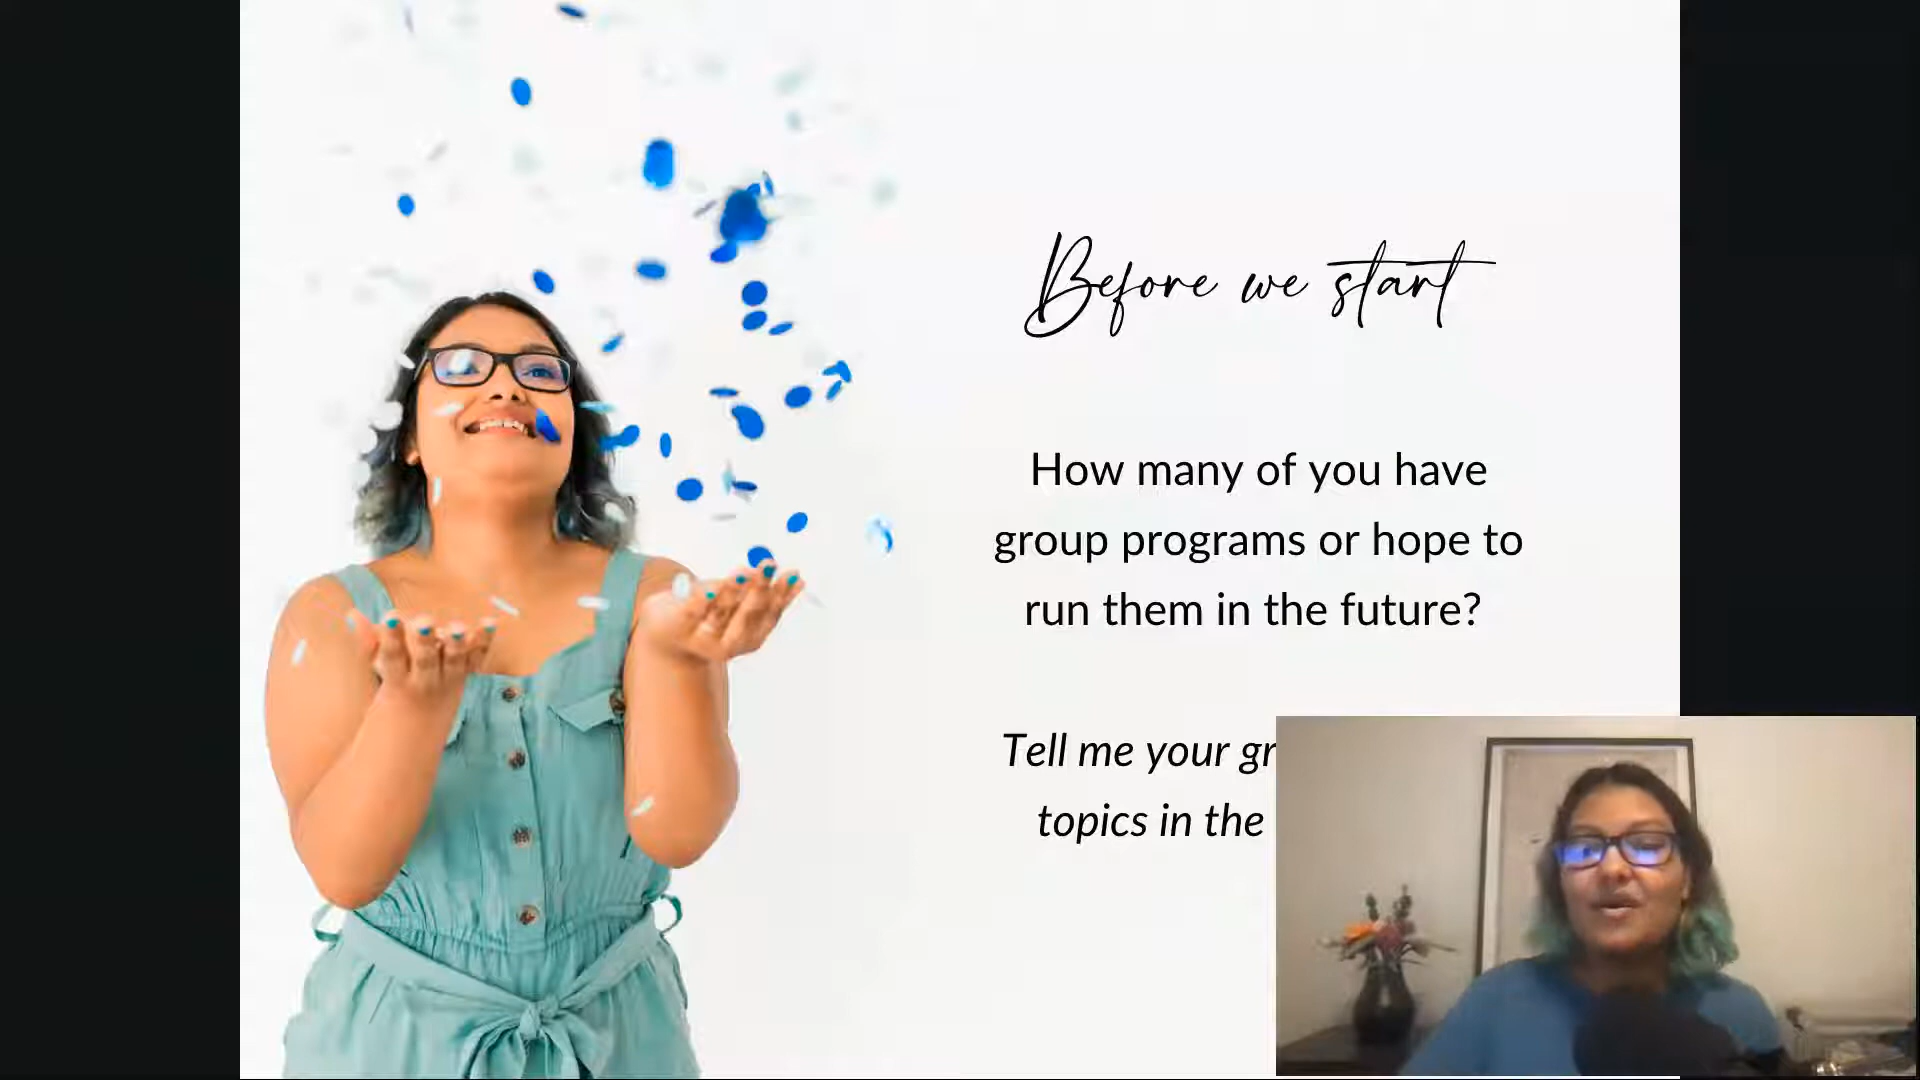 Before we start
How many of you have
group programs or hope to
run them in the future?
Tell me your gr
topics in the